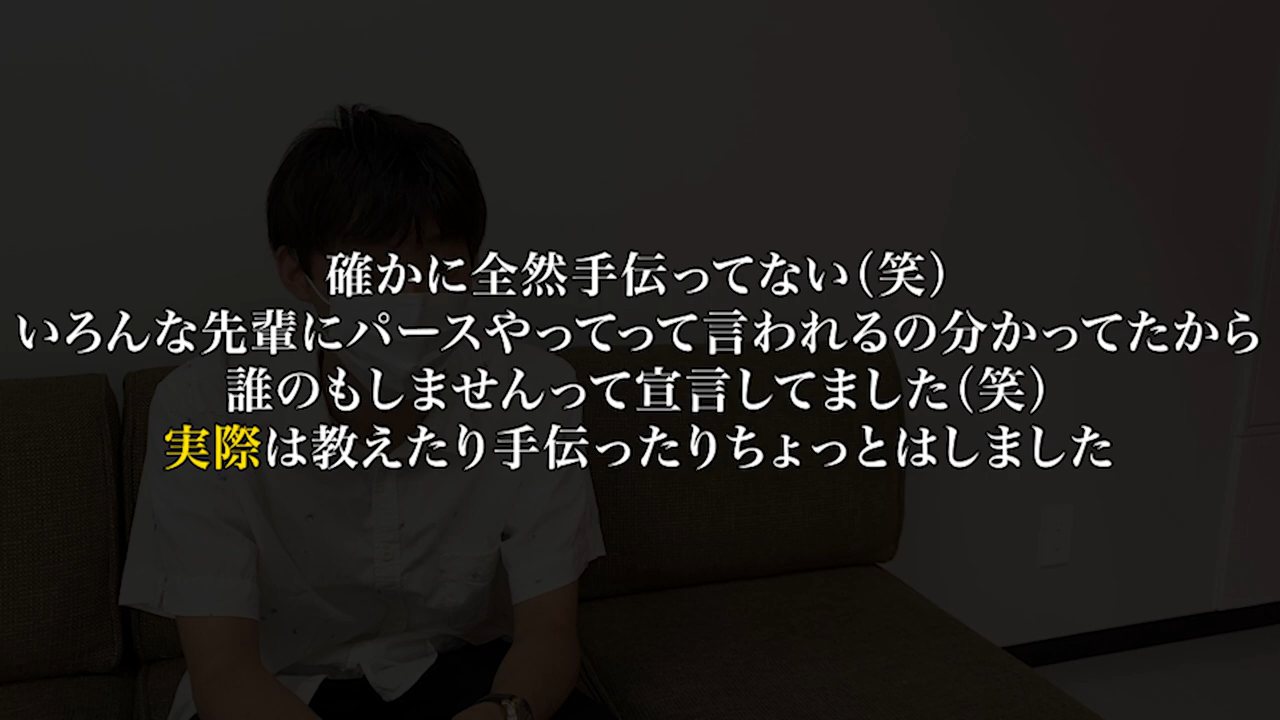 確かに全然手伝ってない（笑）
いろんな先輩にパースやってって言われるの分かってたから
誰のもしませんって宣言してました（笑）
実際は教えたり手伝ったりちょっとはしました